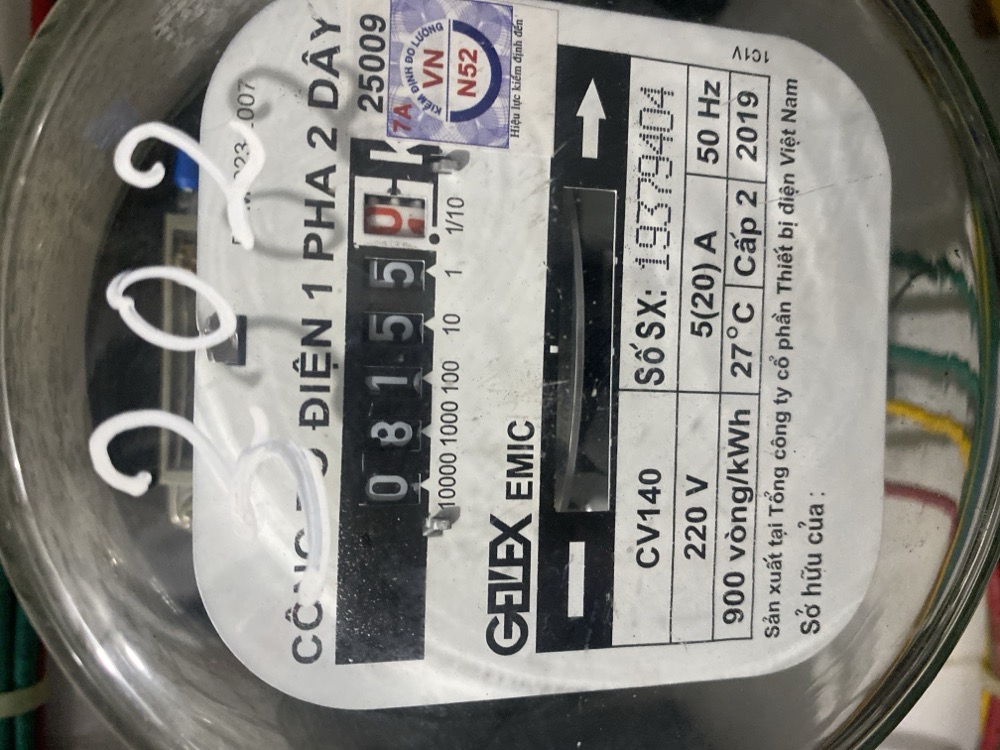 202
CÔNG TƠ ĐIỆN 1 PHA 2 DÂY
25009
7A
KIỂM ĐỊNH ĐO LƯỜNG
VN
N52
Hiệu lực kiểm định đến
0 8 1 5 5 0
10000 1000 100 10 1 1/10
GELEX EMIC
CV140 SốSX: 19379404
220 V 5(20) A 50 Hz
900 vòng/kWh 27°C Cấp 2 2019
1C1V
Sản xuất tại Tổng công ty cổ phần Thiết bị điện Việt Nam
Sở hữu của :